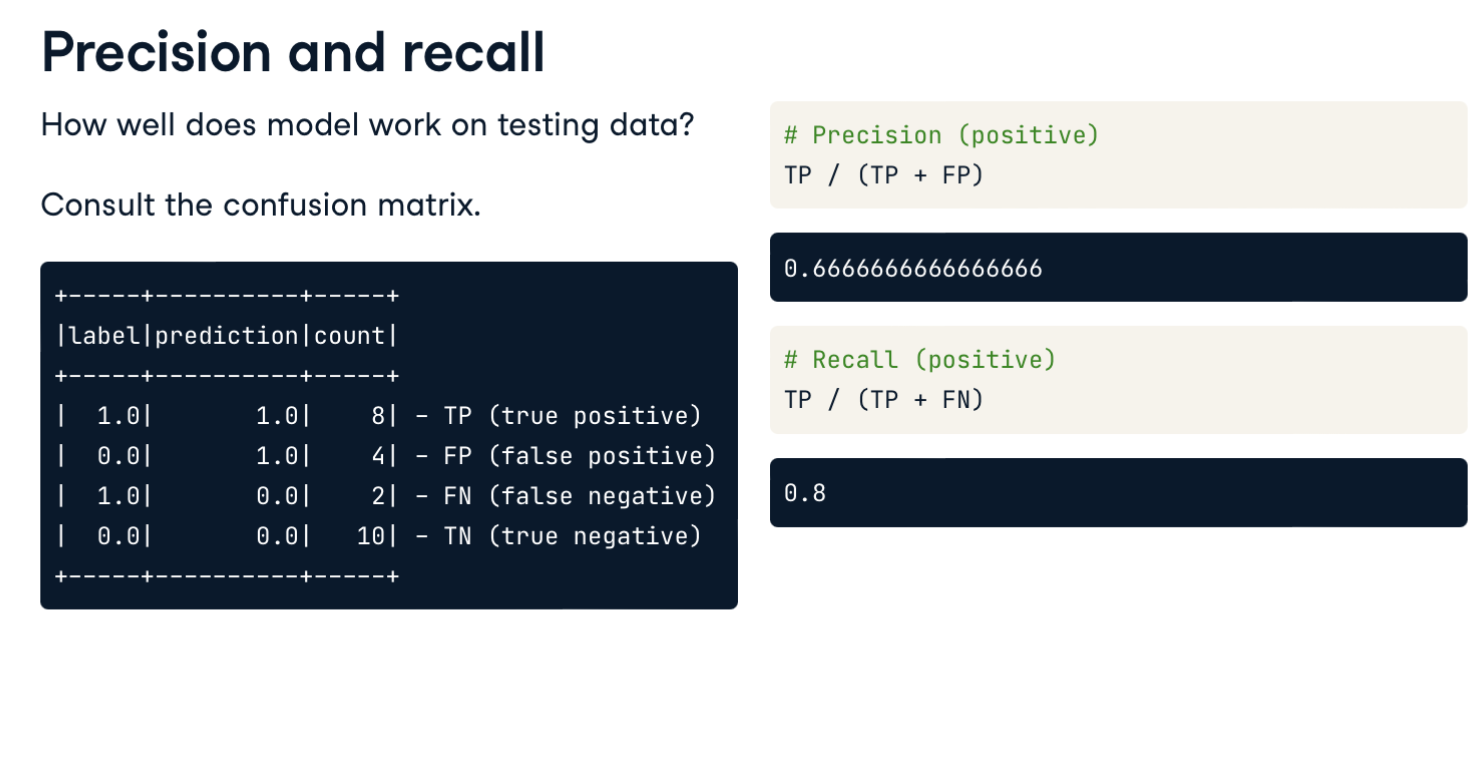 Precision and recall
How well does model work on testing data?
Consult the confusion matrix.
+-----+----------+-----+
|label|prediction|count|
+-----+----------+-----+
|  1.0|       1.0|    8| - TP (true positive)
|  0.0|       1.0|    4| - FP (false positive)
|  1.0|       0.0|    2| - FN (false negative)
|  0.0|       0.0|   10| - TN (true negative)
+-----+----------+-----+
# Precision (positive)
TP / (TP + FP)
0.6666666666666666
# Recall (positive)
TP / (TP + FN)
0.8